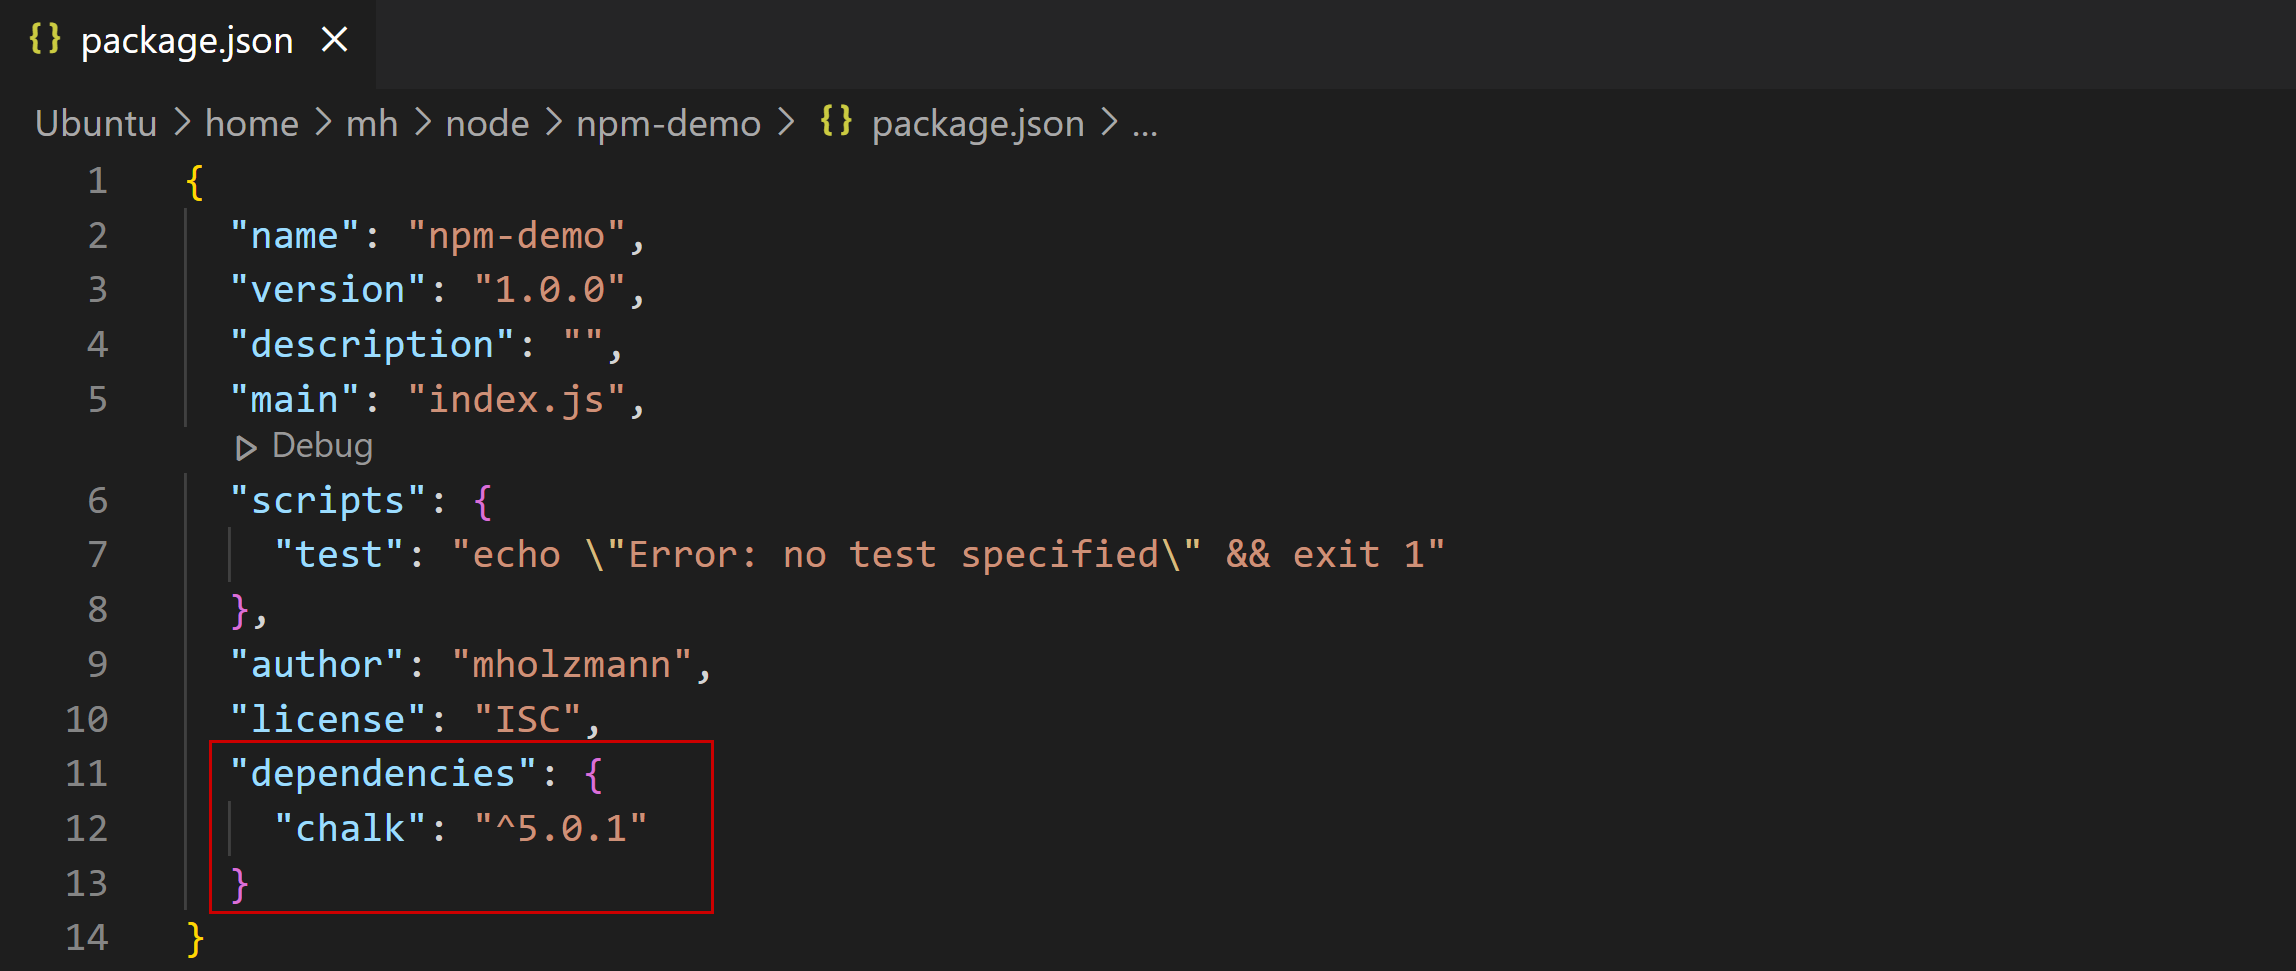 {} package.json ×
Ubuntu > home > mh > node > npm-demo > {} package.json > ...
1 {
2   "name": "npm-demo",
3   "version": "1.0.0",
4   "description": "",
5   "main": "index.js",
▷ Debug
6   "scripts": {
7     "test": "echo \"Error: no test specified\" && exit 1"
8   },
9   "author": "mholzmann",
10   "license": "ISC",
11   "dependencies": {
12     "chalk": "^5.0.1"
13   }
14 }